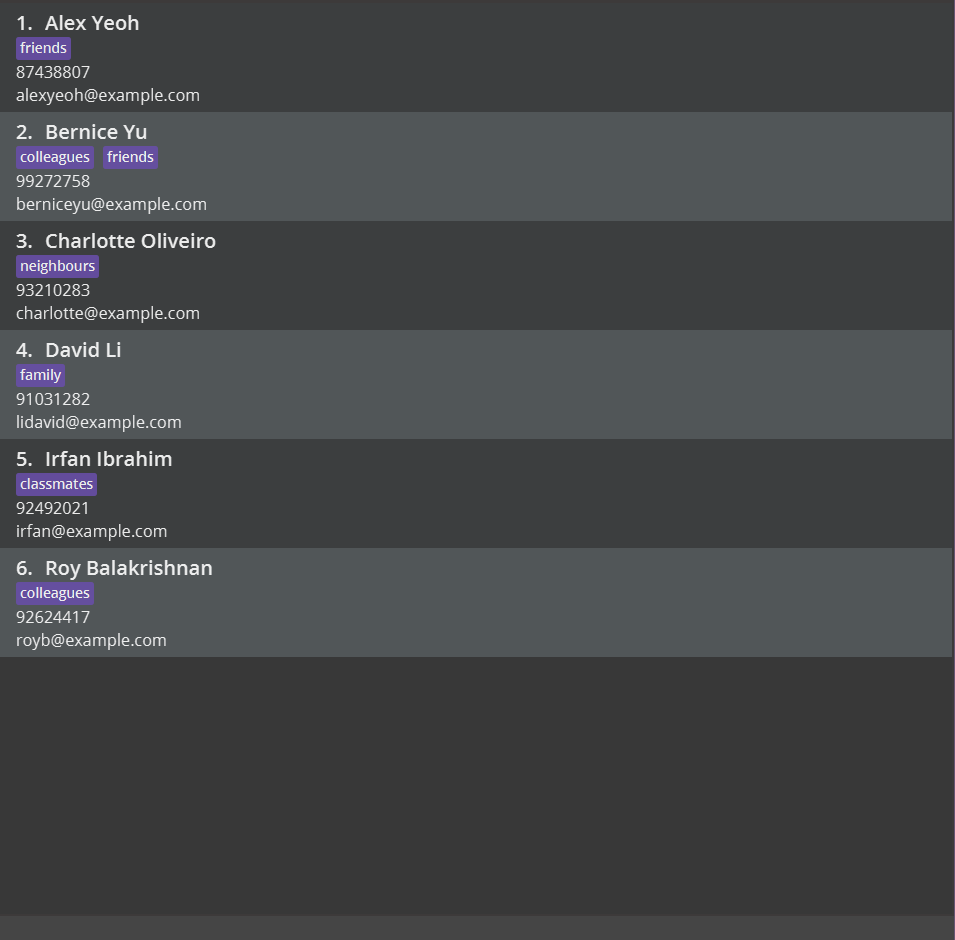 1. Alex Yeoh
friends
87438807
alexyeoh@example.com
2. Bernice Yu
colleagues friends
99272758
berniceyu@example.com
3. Charlotte Oliveiro
neighbours
93210283
charlotte@example.com
4. David Li
family
91031282
lidavid@example.com
5. Irfan Ibrahim
classmates
92492021
irfan@example.com
6. Roy Balakrishnan
colleagues
92624417
royb@example.com